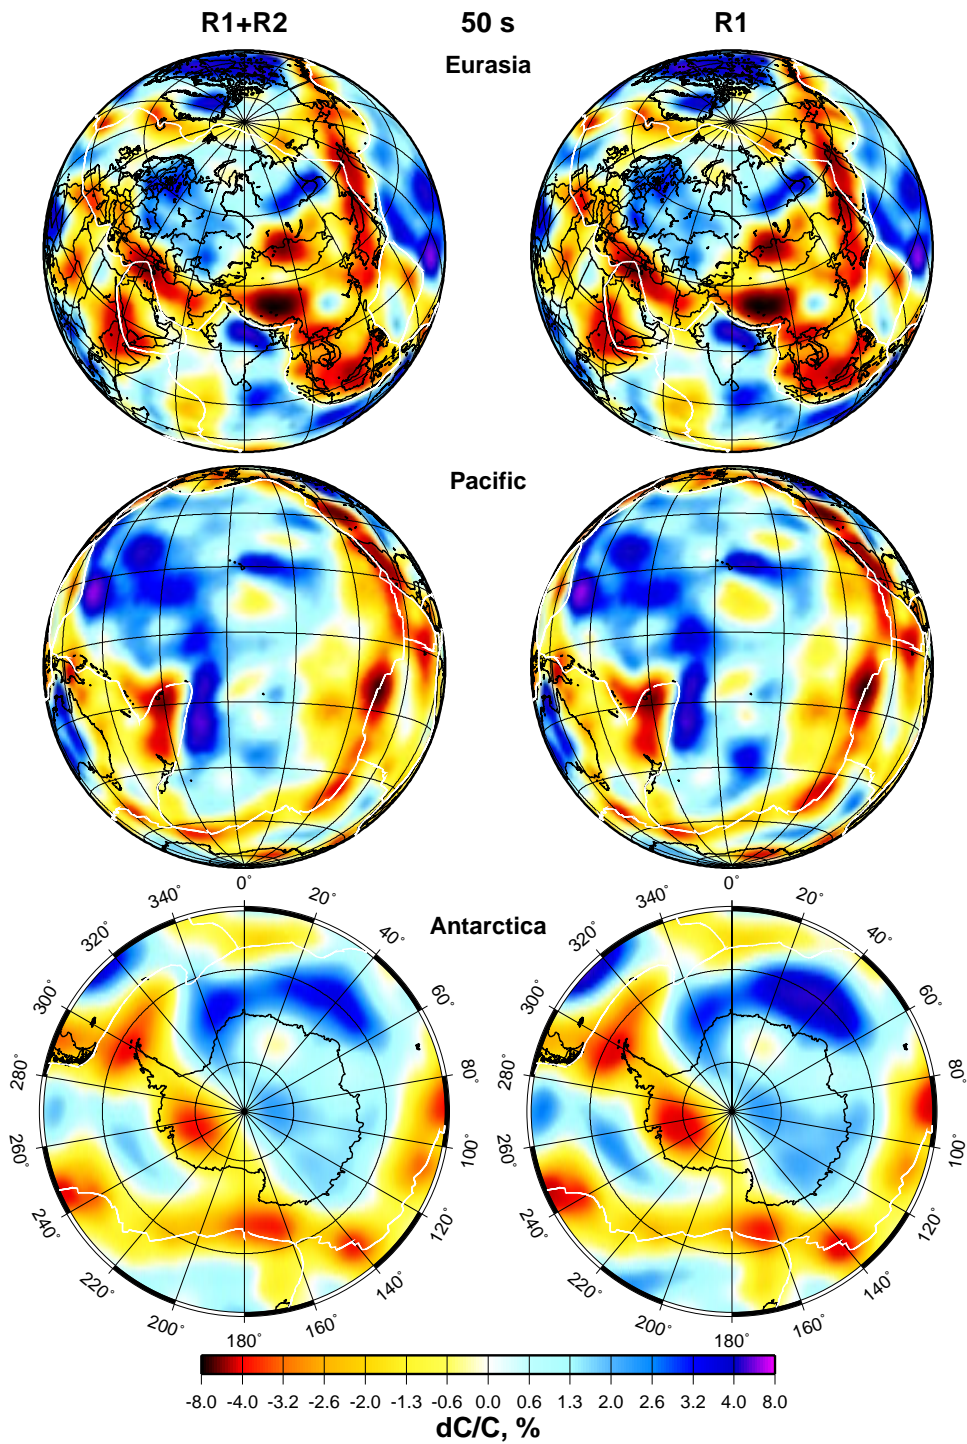 R1+R2 50 s R1
Eurasia
Pacific
Antarctica
0˚ 20˚ 40˚ 60˚ 80˚ 100˚ 120˚ 140˚ 160˚ 180˚ 200˚ 220˚ 240˚ 260˚ 280˚ 300˚ 320˚ 340˚
0˚ 20˚ 40˚ 60˚ 80˚ 100˚ 120˚ 140˚ 160˚ 180˚ 200˚ 220˚ 240˚ 260˚ 280˚ 300˚ 320˚ 340˚
-8.0 -4.0 -3.2 -2.6 -2.0 -1.3 -0.6 0.0 0.6 1.3 2.0 2.6 3.2 4.0 8.0
dC/C, %